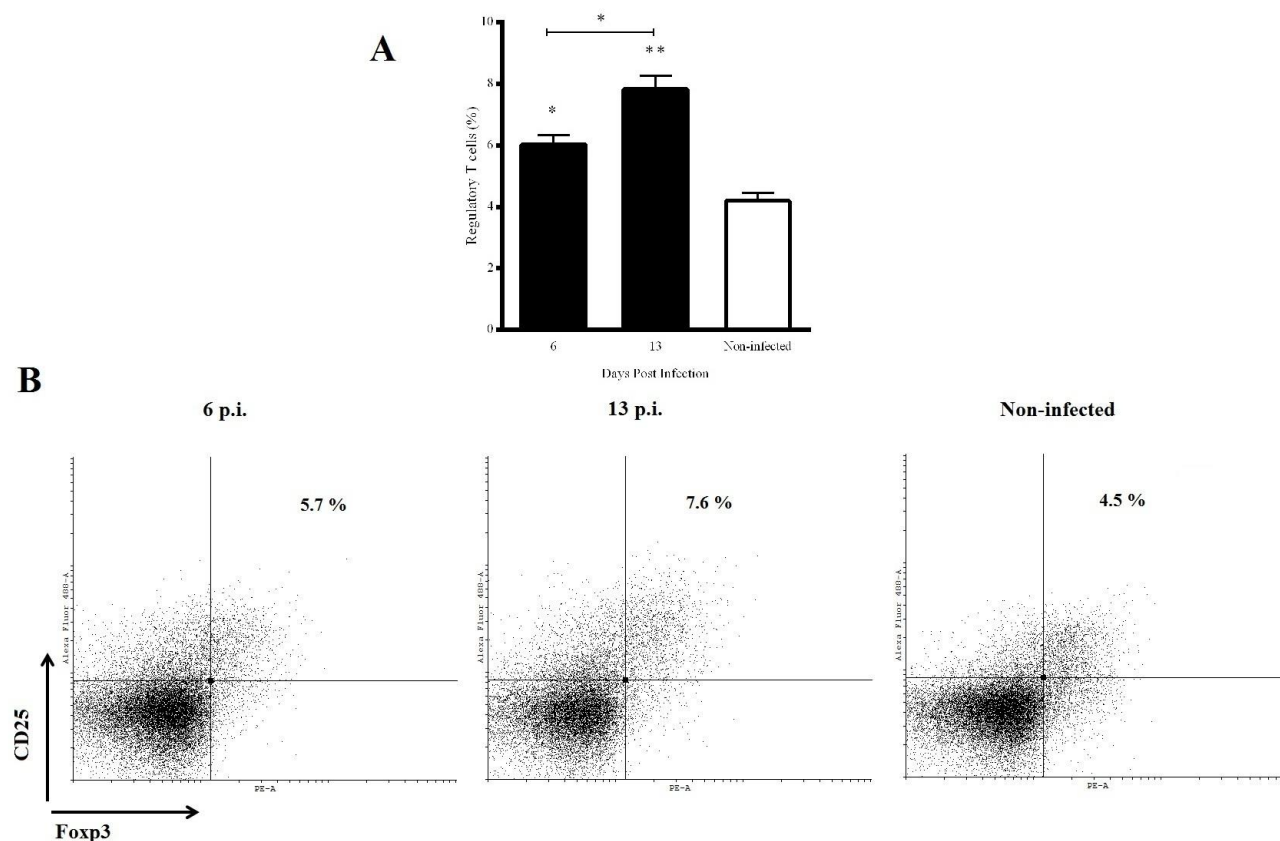 A
*
**
*
10
8
6
4
2
0
Regulatory T cells (%)
6 13 Non-infected
Days Post Infection
B
6 p.i. 13 p.i. Non-infected
5.7 % 7.6 % 4.5 %
Alexa Fluor 488-A Alexa Fluor 488-A Alexa Fluor 488-A
PE-A PE-A PE-A
CD25
Foxp3